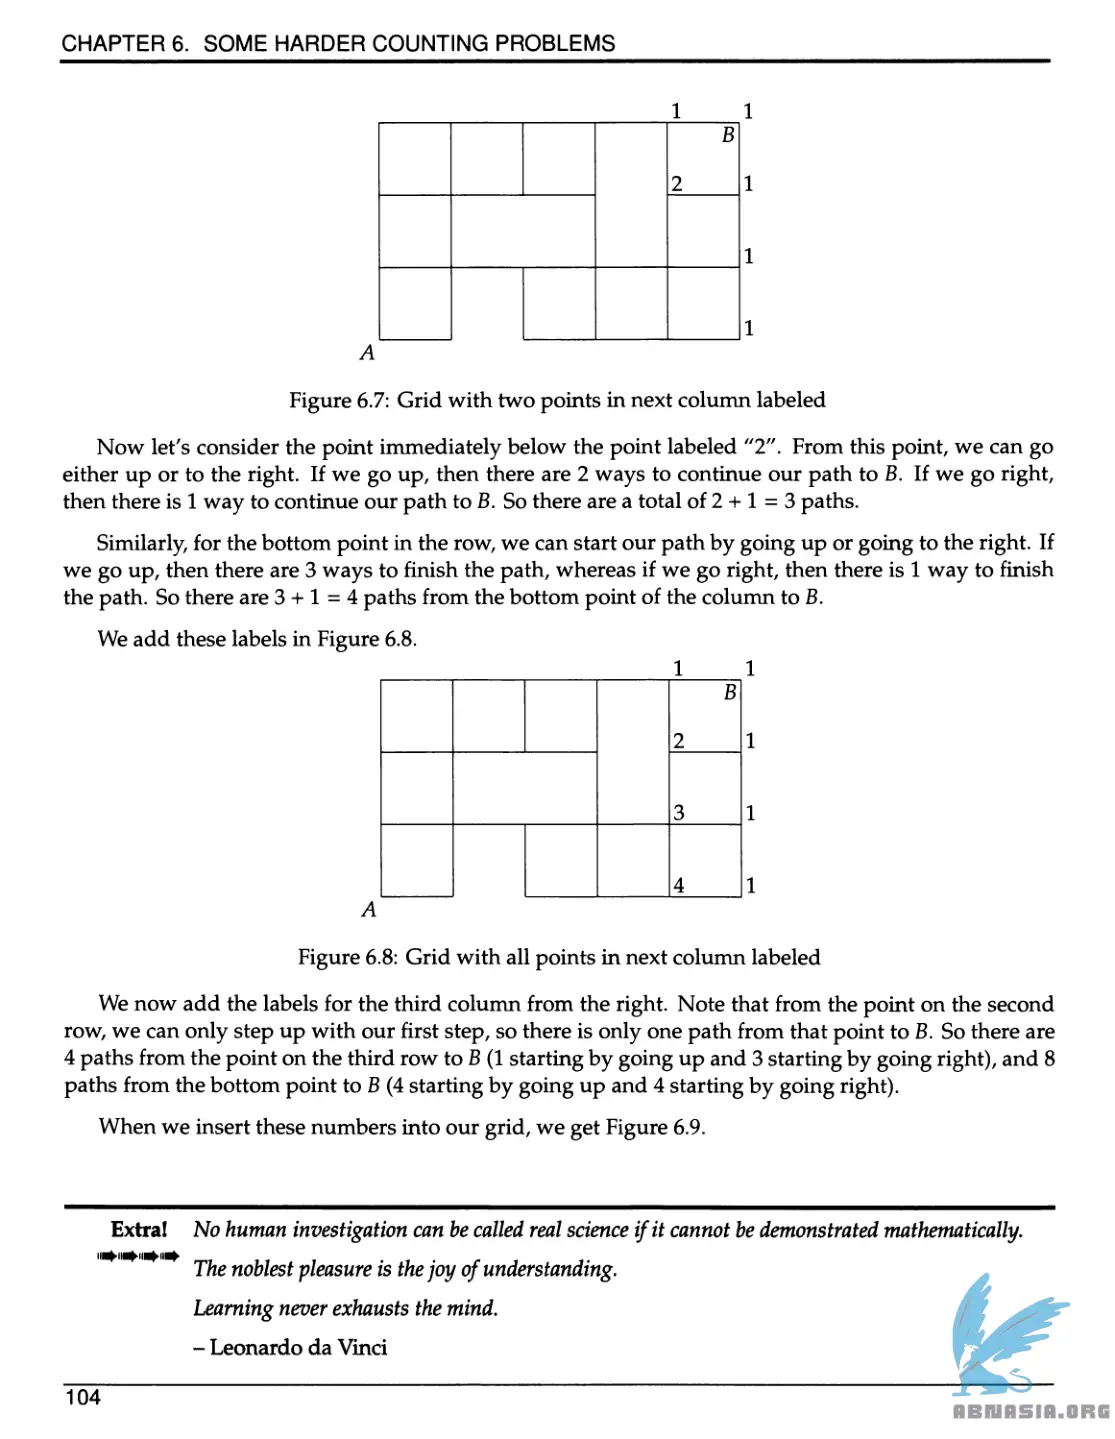 CHAPTER 6. SOME HARDER COUNTING PROBLEMS
1 1
B
2 1
1
1
A
Figure 6.7: Grid with two points in next column labeled
Now let's consider the point immediately below the point labeled "2". From this point, we can go
either up or to the right. If we go up, then there are 2 ways to continue our path to B. If we go right,
then there is 1 way to continue our path to B. So there are a total of 2 + 1 = 3 paths.
Similarly, for the bottom point in the row, we can start our path by going up or going to the right. If
we go up, then there are 3 ways to finish the path, whereas if we go right, then there is 1 way to finish
the path. So there are 3 + 1 = 4 paths from the bottom point of the column to B.
We add these labels in Figure 6.8.
1 1
B
2 1
3 1
4 1
A
Figure 6.8: Grid with all points in next column labeled
We now add the labels for the third column from the right. Note that from the point on the second
row, we can only step up with our first step, so there is only one path from that point to B. So there are
4 paths from the point on the third row to B (1 starting by going up and 3 starting by going right), and 8
paths from the bottom point to B (4 starting by going up and 4 starting by going right).
When we insert these numbers into our grid, we get Figure 6.9.
Extra! No human investigation can be called real science if it cannot be demonstrated mathematically.
The noblest pleasure is the joy of understanding.
Learning never exhausts the mind.
– Leonardo da Vinci
104
ABNASIA.ORG